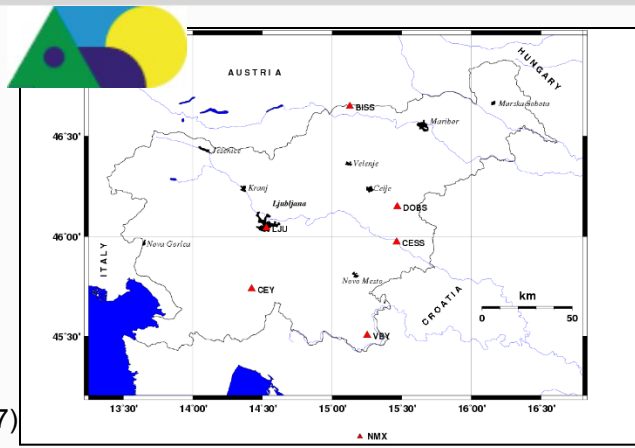 HUNGARY
AUSTRIA
BISS
Murska Sobota
Maribor
46°30'
Jesenice
Velenje
Kranj
Celje
Ljubljana
DOBS
LJU
46°00'
Nova Gorica
CESS
ITALY
Novo Mesto
CEY
CROATIA
km
0 50
VBY
45°30'
7)
13°30' 14°00' 14°30' 15°00' 15°30' 16°00' 16°30'
NMX